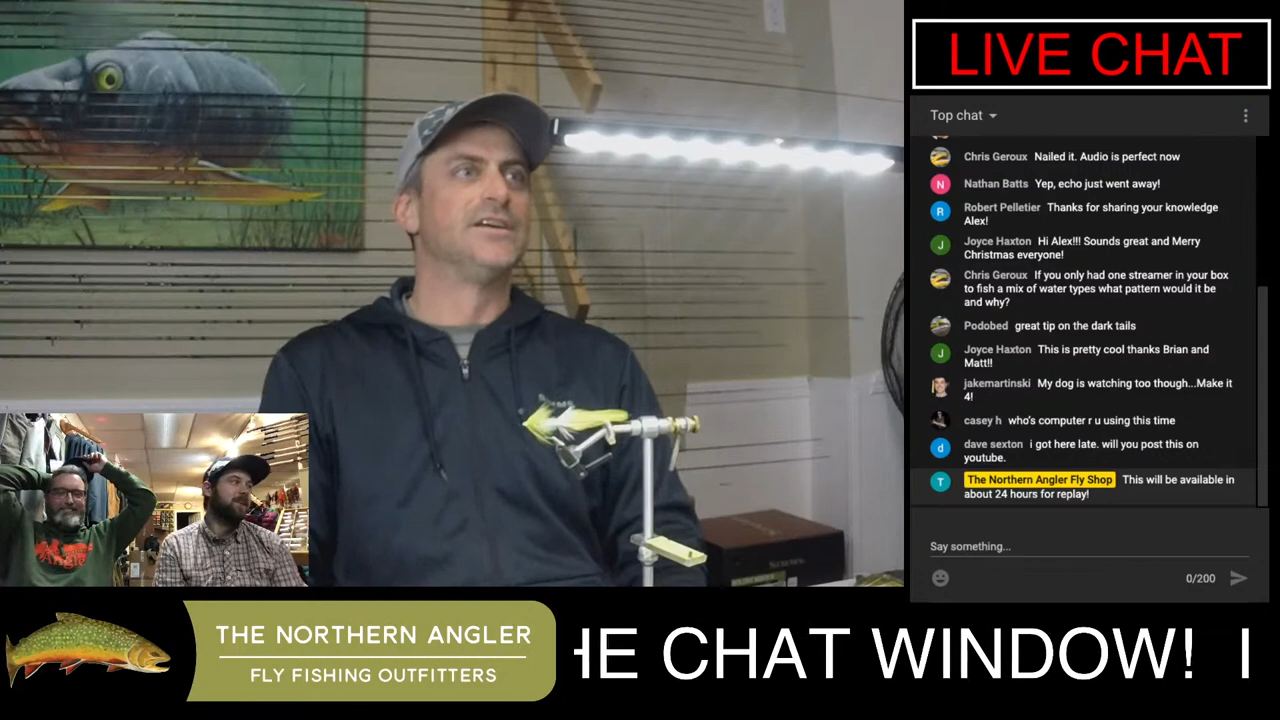 LIVE CHAT
Top chat
Chris Geroux Nailed it. Audio is perfect now
Nathan Batts Yep, echo just went away!
Robert Pelletier Thanks for sharing your knowledge
Alex!
Joyce Haxton Hi Alex!!! Sounds great and Merry
Christmas everyone!
Chris Geroux If you only had one streamer in your box
to fish a mix of water types what pattern would it be
and why?
Podobed great tip on the dark tails
Joyce Haxton This is pretty cool thanks Brian and
Matt!!
jakemartinski My dog is watching too though...Make it
4!
casey h who's computer r u using this time
dave sexton i got here late. will you post this on
youtube.
The Northern Angler Fly Shop This will be available in
about 24 hours for replay!
Say something...
0/200
N
R
J
J
d
T
SIMMS
THE NORTHERN ANGLER
FLY FISHING OUTFITTERS
HE CHAT WINDOW! I